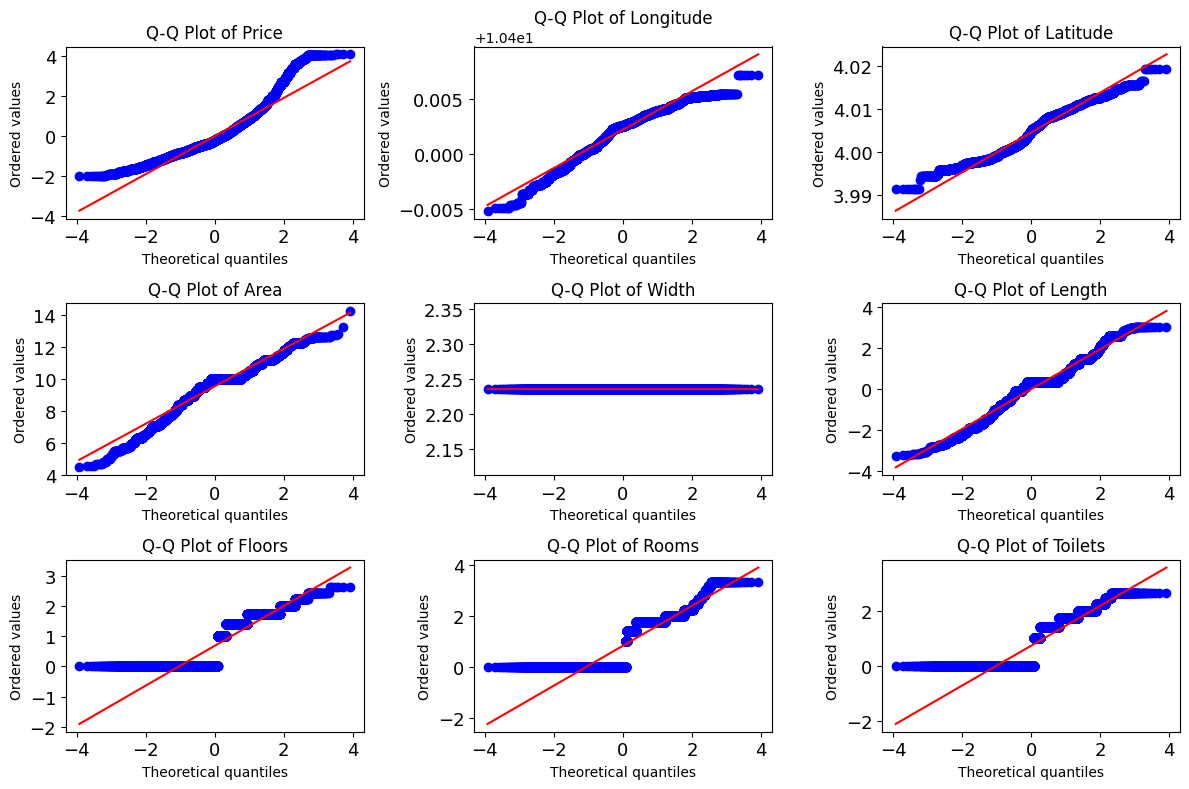 Q-Q Plot of Price
Ordered values
4
2
0
−2
−4
−4 −2 0 2 4
Theoretical quantiles
Q-Q Plot of Longitude
+1.04e1
Ordered values
0.005
0.000
−0.005
−4 −2 0 2 4
Theoretical quantiles
Q-Q Plot of Latitude
Ordered values
4.02
4.01
4.00
3.99
−4 −2 0 2 4
Theoretical quantiles
Q-Q Plot of Area
Ordered values
14
12
10
8
6
4
−4 −2 0 2 4
Theoretical quantiles
Q-Q Plot of Width
Ordered values
2.35
2.30
2.25
2.20
2.15
−4 −2 0 2 4
Theoretical quantiles
Q-Q Plot of Length
Ordered values
4
2
0
−2
−4
−4 −2 0 2 4
Theoretical quantiles
Q-Q Plot of Floors
Ordered values
3
2
1
0
−1
−2
−4 −2 0 2 4
Theoretical quantiles
Q-Q Plot of Rooms
Ordered values
4
2
0
−2
−4 −2 0 2 4
Theoretical quantiles
Q-Q Plot of Toilets
Ordered values
2
0
−2
−4 −2 0 2 4
Theoretical quantiles